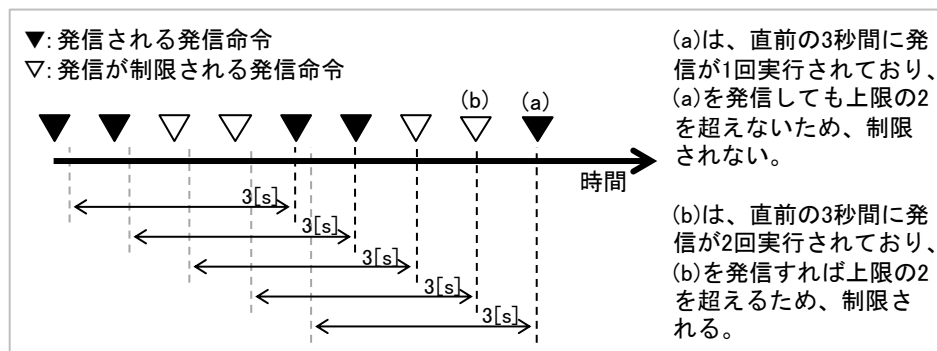 ▼: 発信される発信命令
▽: 発信が制限される発信命令
(b)
(a)
時間
3[s]
3[s]
3[s]
3[s]
3[s]
(a)は、直前の3秒間に発
信が1回実行されており、
(a)を発信しても上限の2
を超えないため、制限
されない。
(b)は、直前の3秒間に発
信が2回実行されており、
(b)を発信すれば上限の2
を超えるため、制限さ
れる。